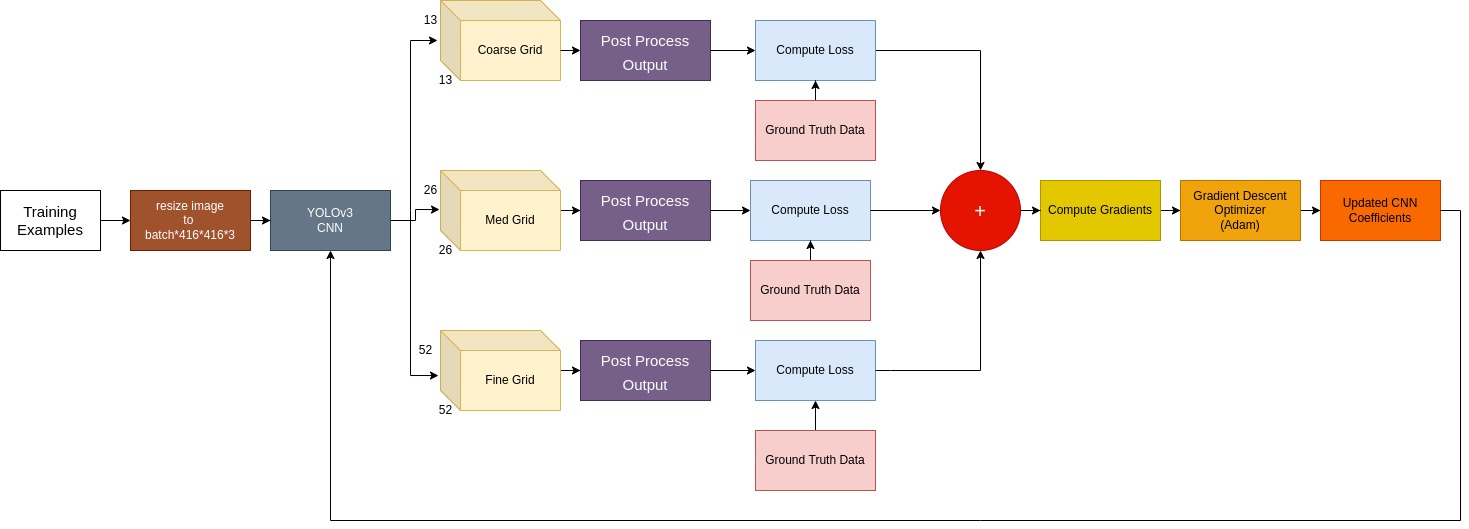 Training
Examples
resize image
to
batch*416*416*3
YOLOv3
CNN
13
13
Coarse Grid
Post Process
Output
Compute Loss
Ground Truth Data
26
26
Med Grid
Post Process
Output
Compute Loss
Ground Truth Data
52
52
Fine Grid
Post Process
Output
Compute Loss
Ground Truth Data
+
Compute Gradients
Gradient Descent
Optimizer
(Adam)
Updated CNN
Coefficients